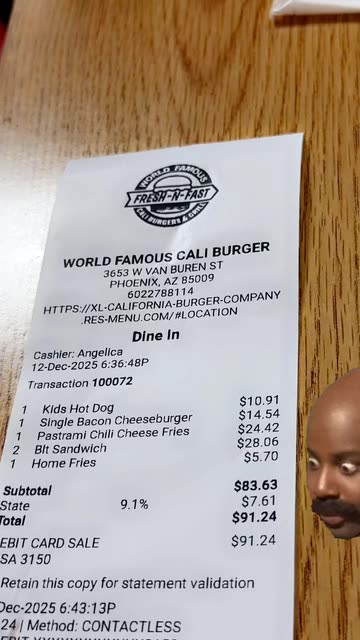 WORLD FAMOUS
FRESH-N-FAST
CALI BURGERS & GRILL
WORLD FAMOUS CALI BURGER
3653 W VAN BUREN ST
PHOENIX, AZ 85009
6022788114
HTTPS://XL-CALIFORNIA-BURGER-COMPANY
.RES-MENU.COM/#LOCATION
Dine In
Cashier: Angelica
12-Dec-2025 6:36:48P
Transaction 100072
1 Kids Hot Dog $10.91
1 Single Bacon Cheeseburger $14.54
1 Pastrami Chili Cheese Fries $24.42
2 Blt Sandwich $28.06
1 Home Fries $5.70
Subtotal $83.63
State 9.1% $7.61
Total $91.24
EBIT CARD SALE $91.24
SA 3150
Retain this copy for statement validation
Dec-2025 6:43:13P
24 | Method: CONTACTLESS